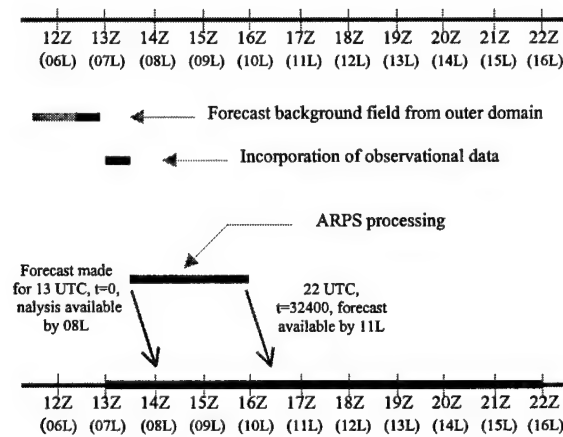 12Z 13Z 14Z 15Z 16Z 17Z 18Z 19Z 20Z 21Z 22Z
(06L) (07L) (08L) (09L) (10L) (11L) (12L) (13L) (14L) (15L) (16L)
Forecast background field from outer domain
Incorporation of observational data
ARPS processing
Forecast made
for 13 UTC, t=0,
nalysis available
by 08L
22 UTC,
t=32400, forecast
available by 11L
12Z 13Z 14Z 15Z 16Z 17Z 18Z 19Z 20Z 21Z 22Z
(06L) (07L) (08L) (09L) (10L) (11L) (12L) (13L) (14L) (15L) (16L)